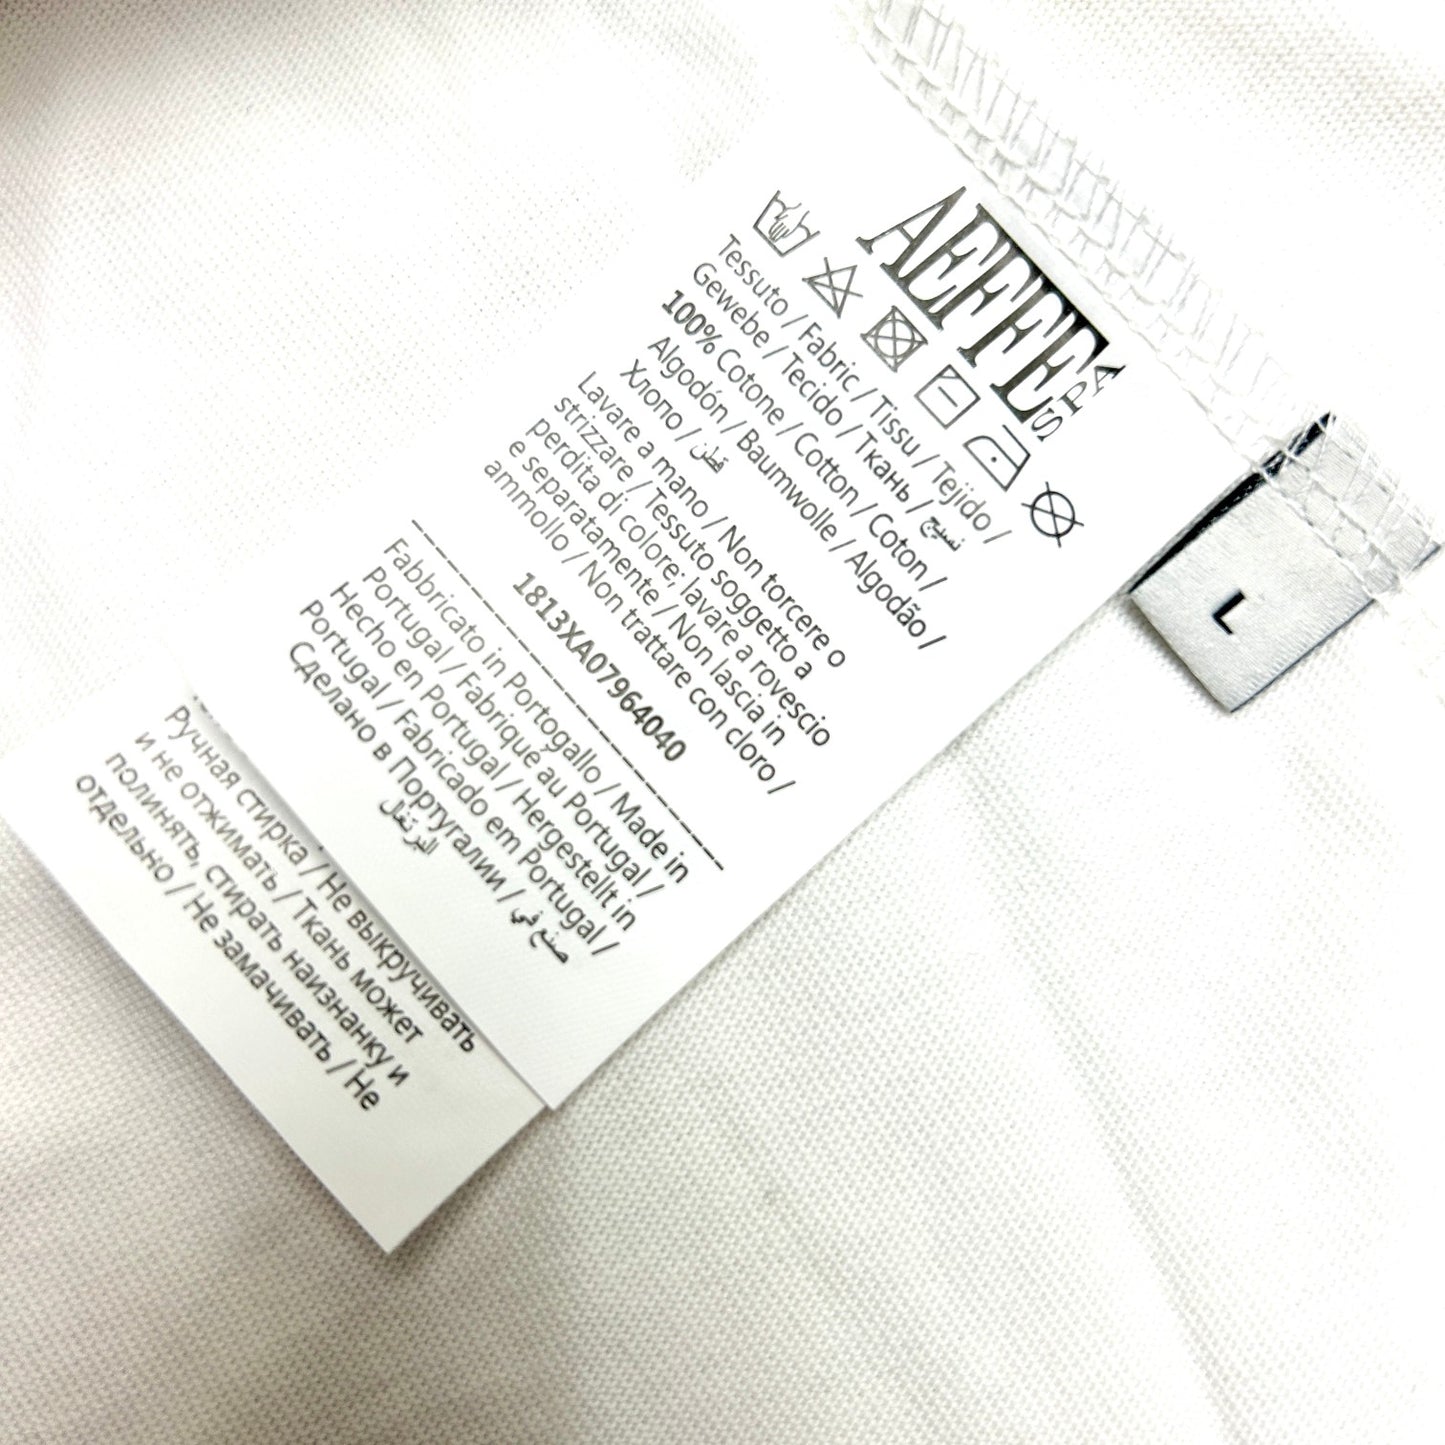 AEFFE SPA
Tessuto / Fabric / Tissu / Tejido /
Gewebe / Tecido / Ткань / نسيج
100% Cotone / Cotton / Coton /
Algodón / Baumwolle / Algodão /
Хлопо / قطن
Lavare a mano / Non torcere o
strizzare / Tessuto soggetto a
perdita di colore; lavare a rovescio
e separatamente / Non lascia in
ammollo / Non trattare con cloro /
1813XA07964040
Fabbricato in Portogallo / Made in
Portugal / Fabriqué au Portugal /
Hecho en Portugal / Hergestellt in
Portugal / Fabricado em Portugal /
Сделано в Португалии / صنع في
البرتغال
Ручная стирка / Не выкручивать
и не отжимать / Ткань может
полинять, стирать наизнанку и
отдельно / Не замачивать / Не
L